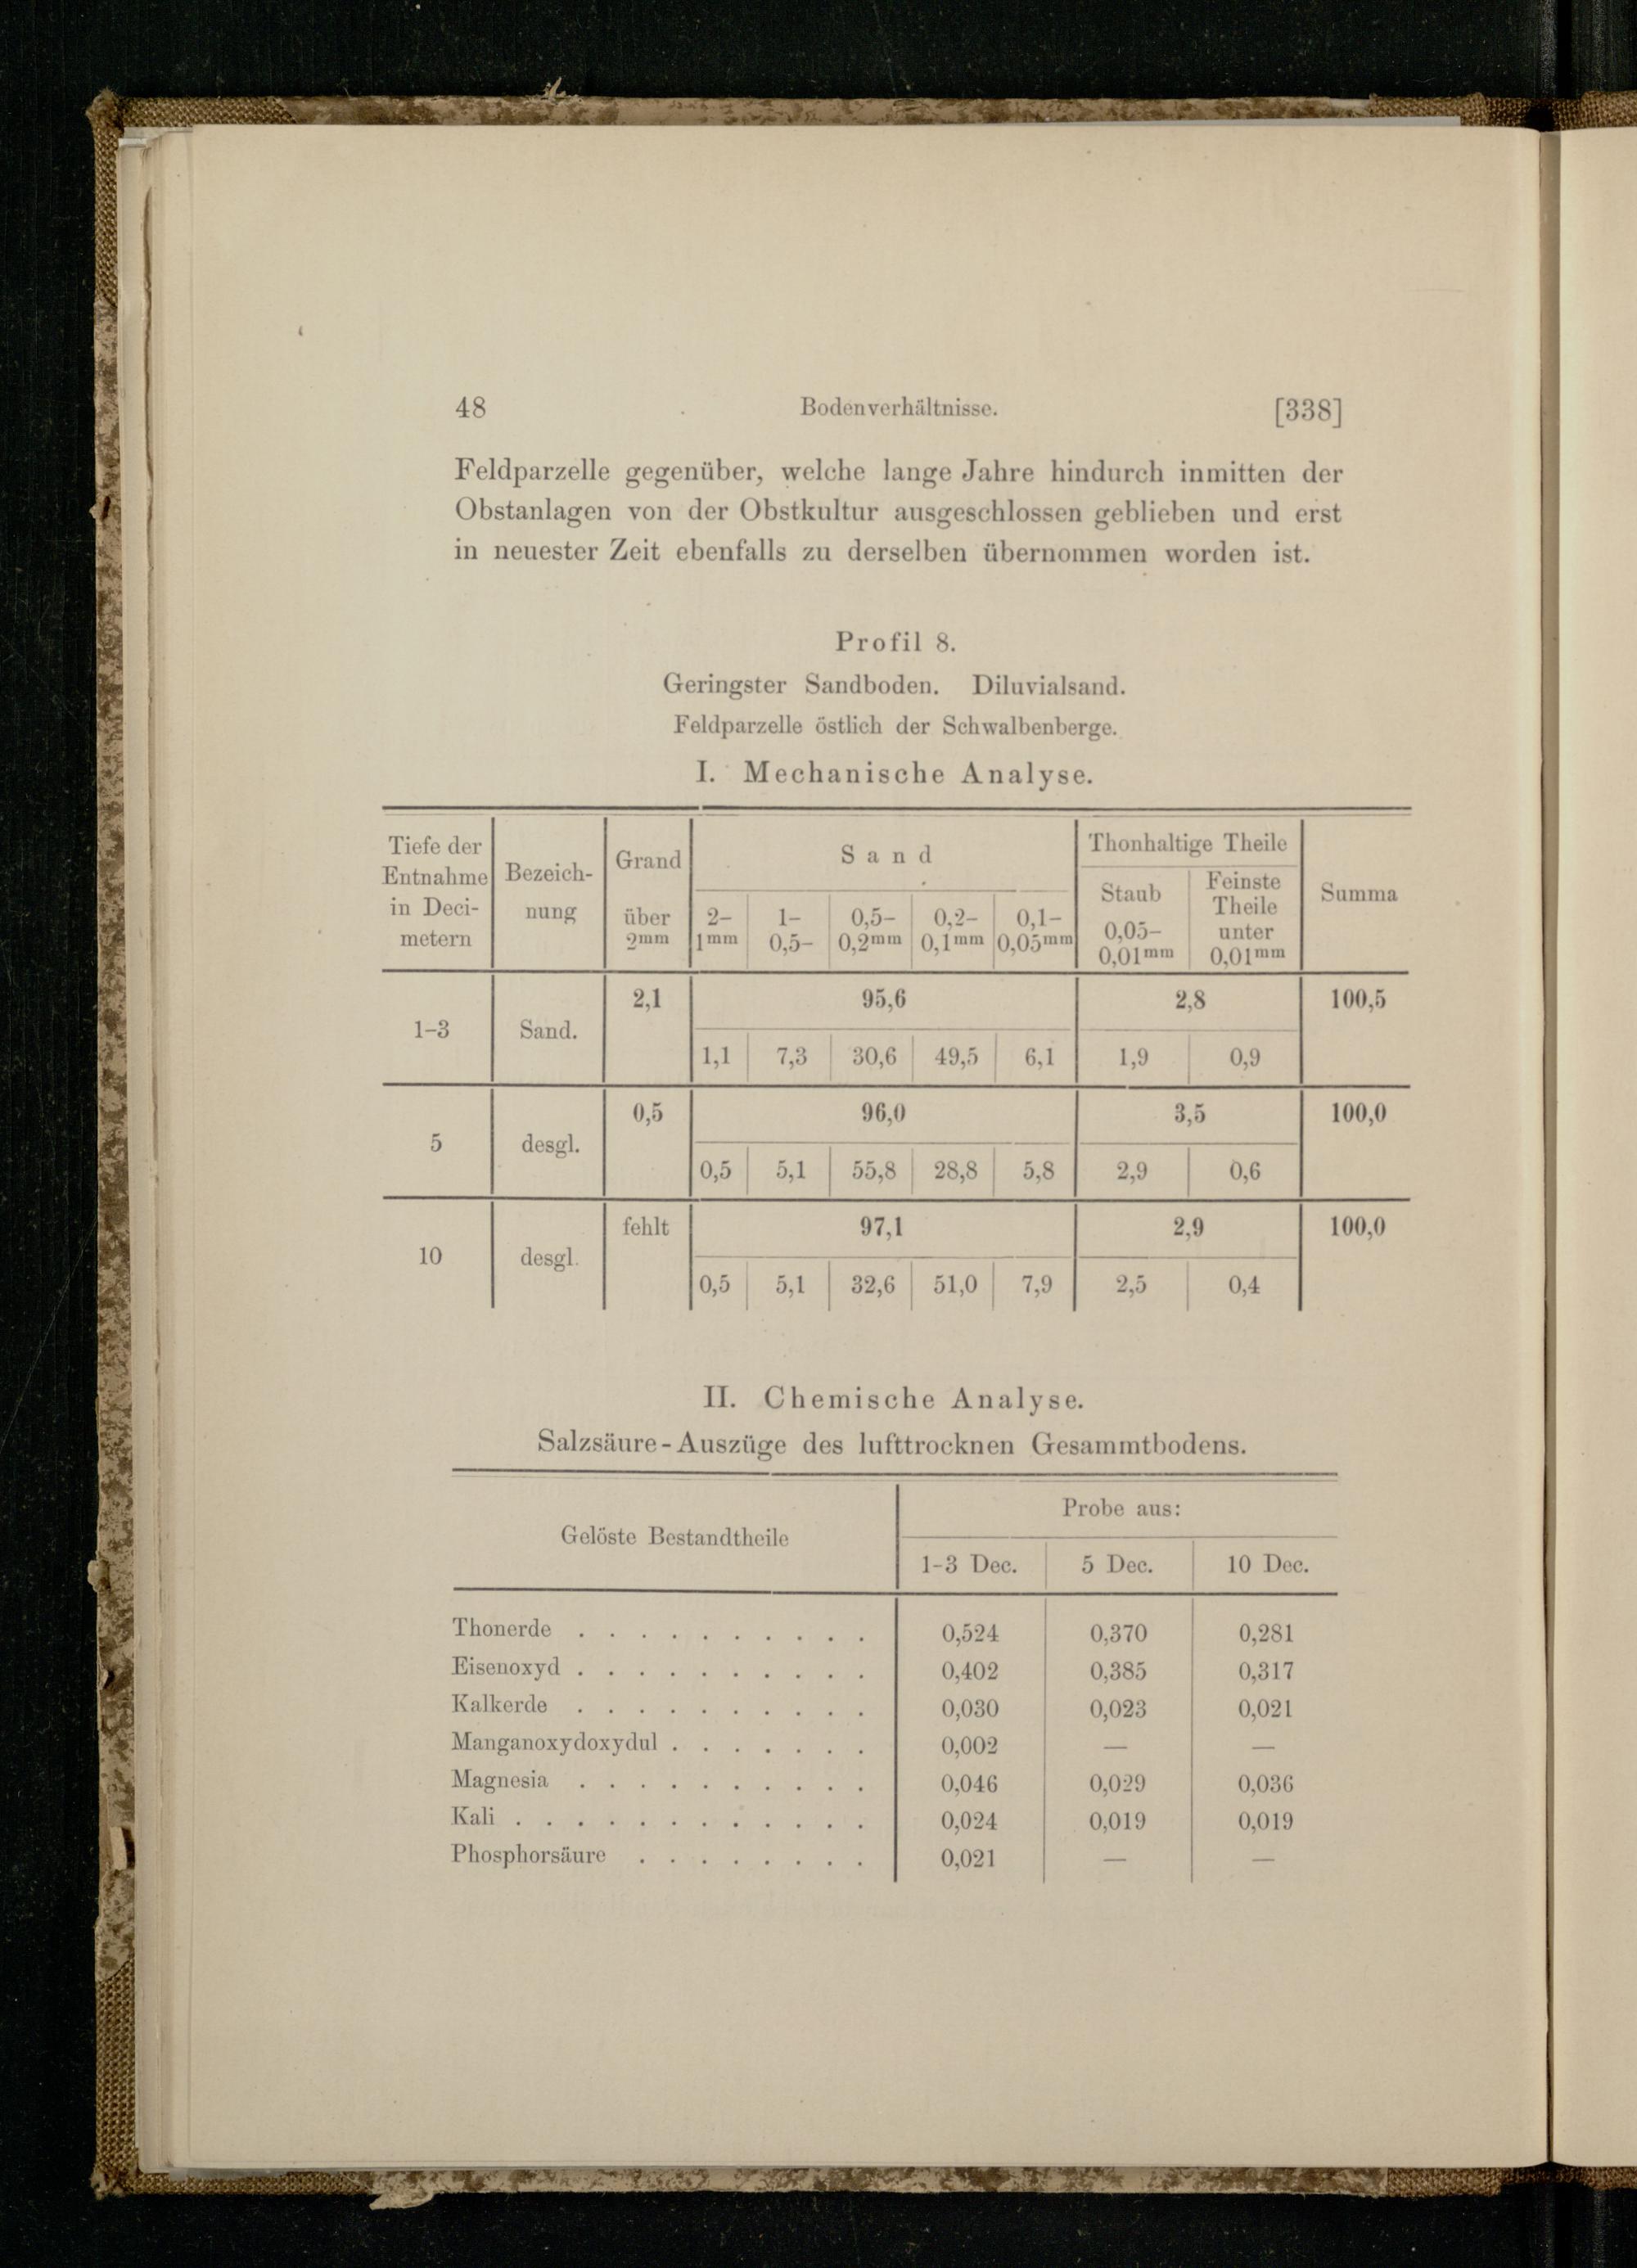 48 Bodenverhältnisse. [338]
Feldparzelle gegenüber, welche lange Jahre hindurch inmitten der
Obstanlagen von der Obstkultur ausgeschlossen geblieben und erst
in neuester Zeit ebenfalls zu derselben übernommen worden ist.
Profil 8.
Geringster Sandboden. Diluvialsand.
Feldparzelle östlich der Schwalbenberge.
I. Mechanische Analyse.
Tiefe der
Entnahme
in Deci-
metern
Bezeich-
nung
Grand
über
2mm
Sand
2-
1mm
1-
0,5-
0,5-
0,2mm
0,2-
0,1mm
0,1-
0,05mm
Thonhaltige Theile
Staub
0,05-
0,01mm
Feinste
Theile
unter
0,01mm
Summa
2,1 95,6 2,8 100,5
1-3 Sand.
1,1 7,3 30,6 49,5 6,1 1,9 0,9
0,5 96,0 3,5 100,0
5 desgl.
0,5 5,1 55,8 28,8 5,8 2,9 0,6
fehlt 97,1 2,9 100,0
10 desgl.
0,5 5,1 32,6 51,0 7,9 2,5 0,4
II. Chemische Analyse.
Salzsäure-Auszüge des lufttrocknen Gesammtbodens.
Gelöste Bestandtheile
Probe aus:
1-3 Dec. 5 Dec. 10 Dec.
Thonerde . . . . . . . . . . 0,524 0,370 0,281
Eisenoxyd . . . . . . . . . . 0,402 0,385 0,317
Kalkerde . . . . . . . . . . 0,030 0,023 0,021
Manganoxydoxydul . . . . . . . 0,002 — —
Magnesia . . . . . . . . . . 0,046 0,029 0,036
Kali . . . . . . . . . . . . 0,024 0,019 0,019
Phosphorsäure . . . . . . . . 0,021 — —